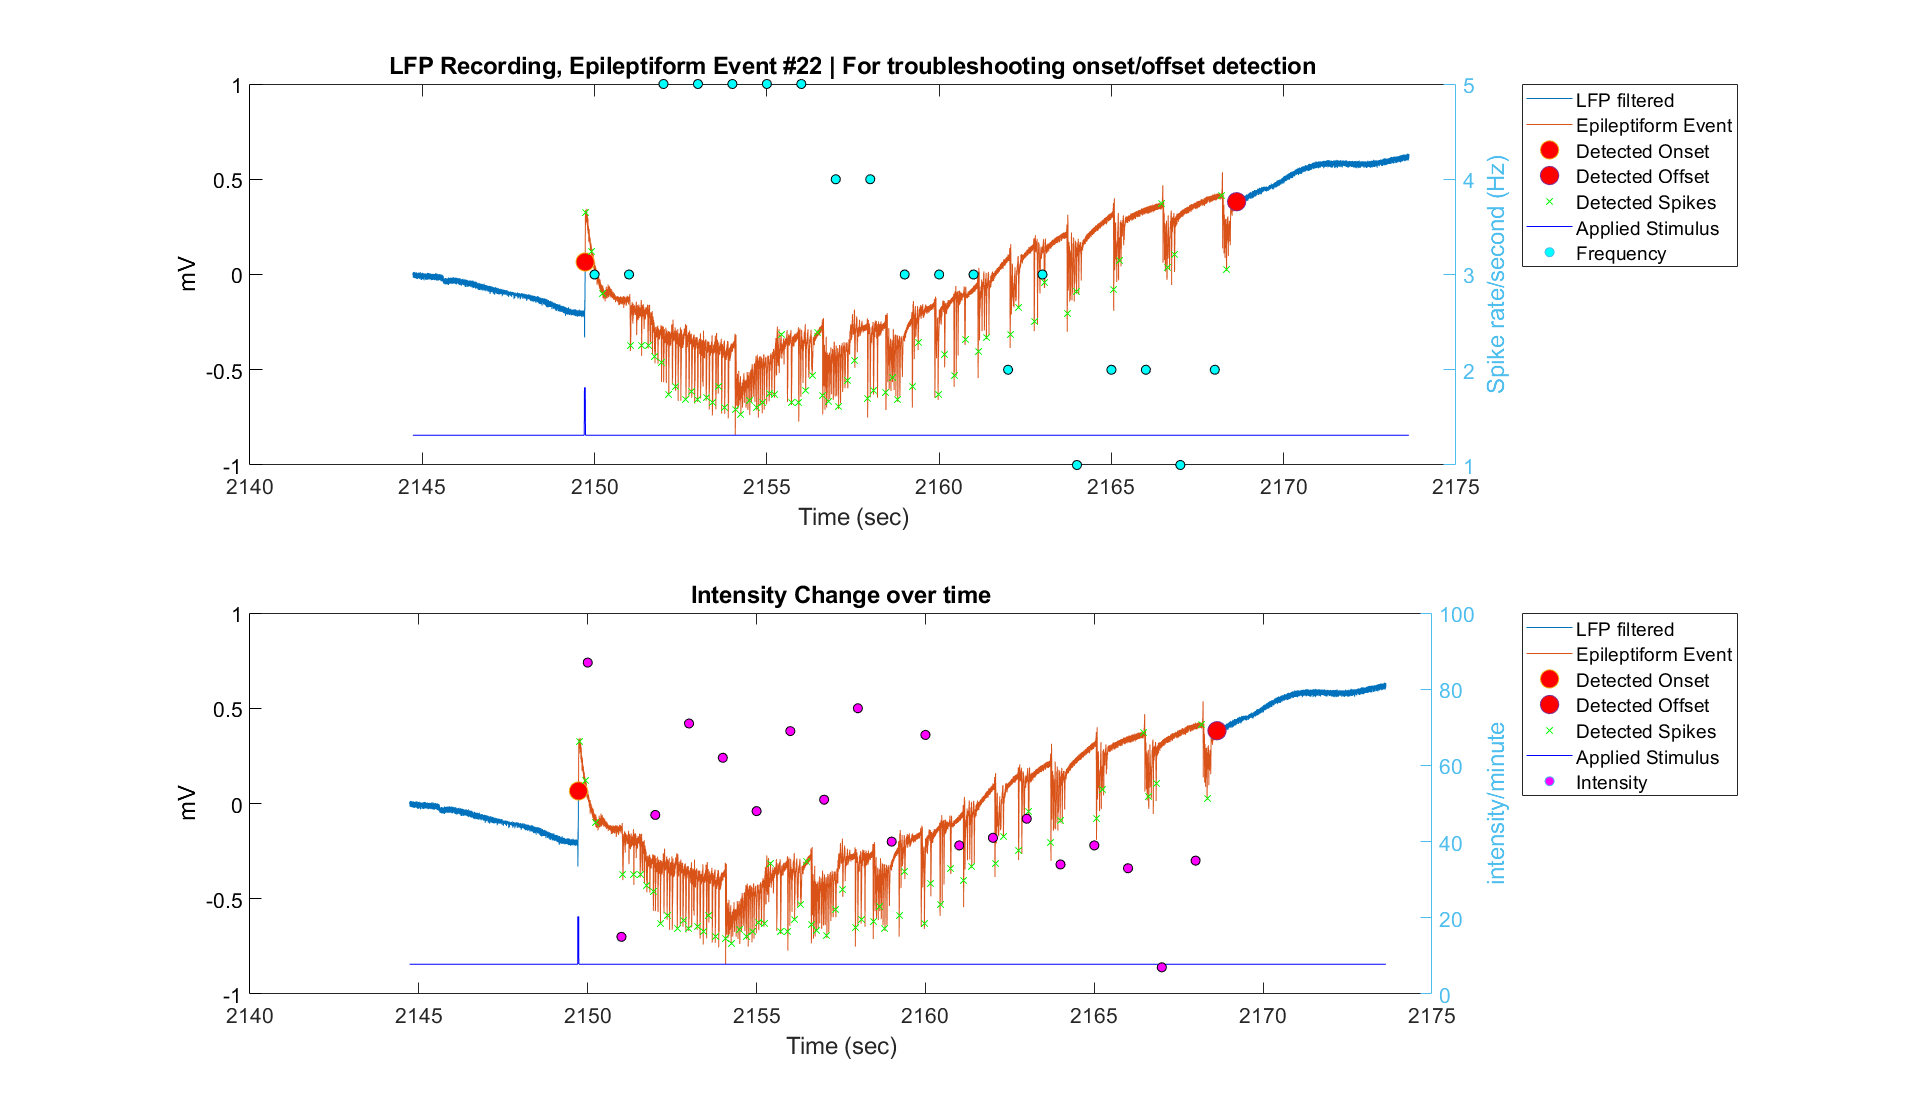 LFP Recording, Epileptiform Event #22 | For troubleshooting onset/offset detection
1
0.5
0
-0.5
-1
mV
5
4
3
2
1
Spike rate/second (Hz)
2140 2145 2150 2155 2160 2165 2170 2175
Time (sec)
LFP filtered
Epileptiform Event
Detected Onset
Detected Offset
Detected Spikes
Applied Stimulus
Frequency
Intensity Change over time
1
0.5
0
-0.5
-1
mV
100
80
60
40
20
0
intensity/minute
2140 2145 2150 2155 2160 2165 2170 2175
Time (sec)
LFP filtered
Epileptiform Event
Detected Onset
Detected Offset
Detected Spikes
Applied Stimulus
Intensity